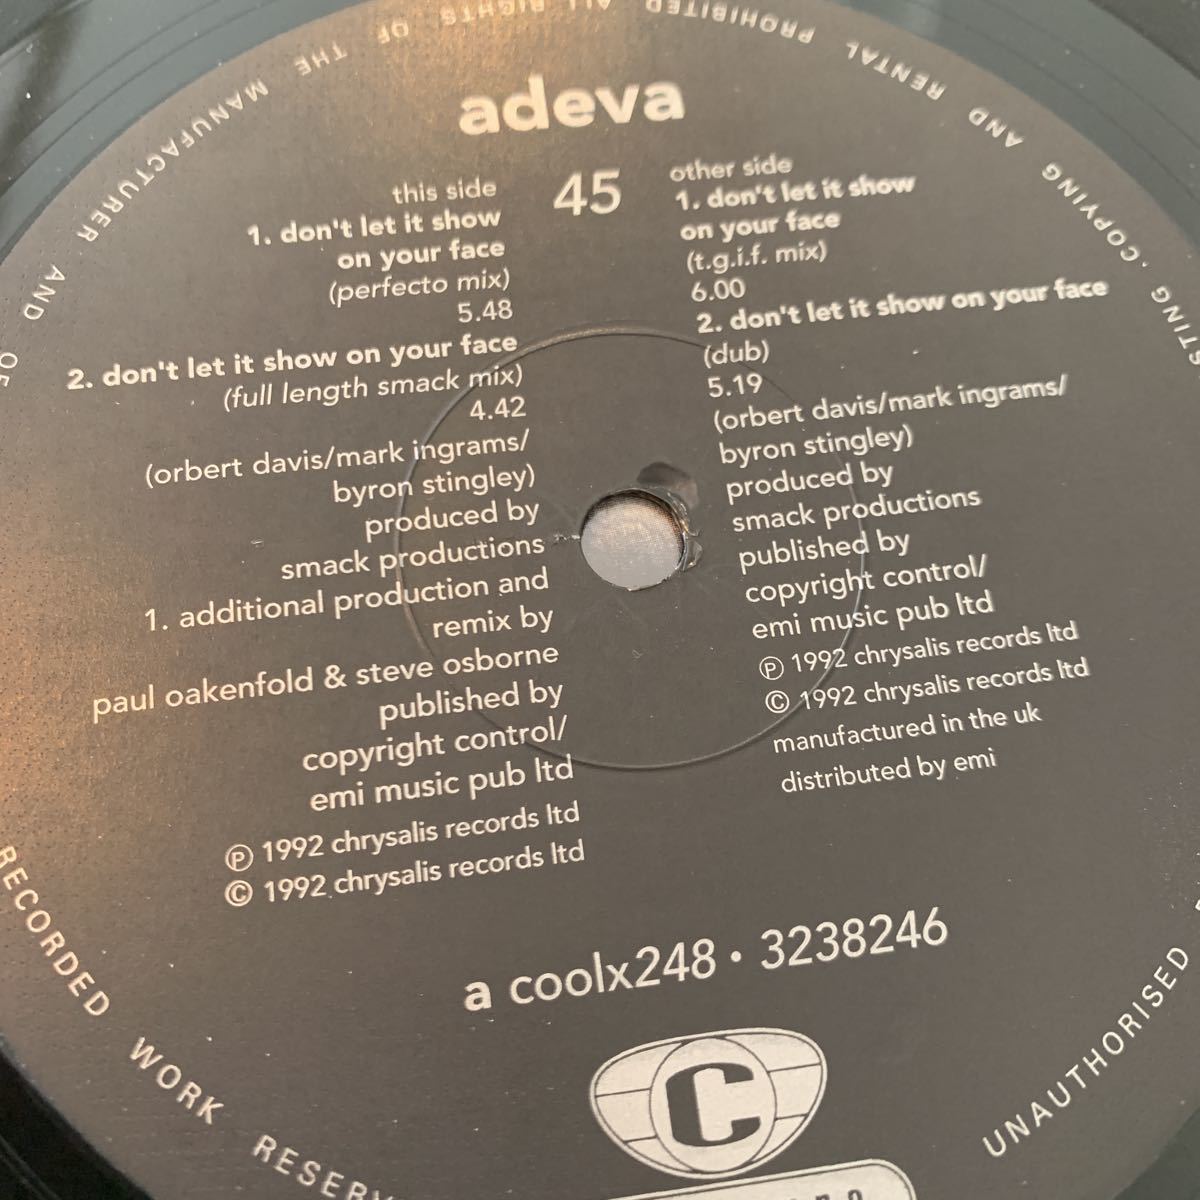 adeva
45
this side
1. don't let it show
on your face
(perfecto mix)
5.48
2. don't let it show on your face
(full length smack mix)
4.42
(orbert davis/mark ingrams/
byron stingley)
produced by
smack productions
1. additional production and
remix by
paul oakenfold & steve osborne
published by
copyright control/
emi music pub ltd
℗ 1992 chrysalis records ltd
© 1992 chrysalis records ltd
other side
1. don't let it show
on your face
(t.g.i.f. mix)
6.00
2. don't let it show on your face
(dub)
5.19
(orbert davis/mark ingrams/
byron stingley)
produced by
smack productions
published by
copyright control/
emi music pub ltd
℗ 1992 chrysalis records ltd
© 1992 chrysalis records ltd
manufactured in the uk
distributed by emi
a coolx248 · 3238246
C
ALL RIGHTS OF THE MANUFACTURER AND OF
RECORDED WORK RESERV
UNAUTHORISED
STING, COPYING AND RENTAL PROHIBITED